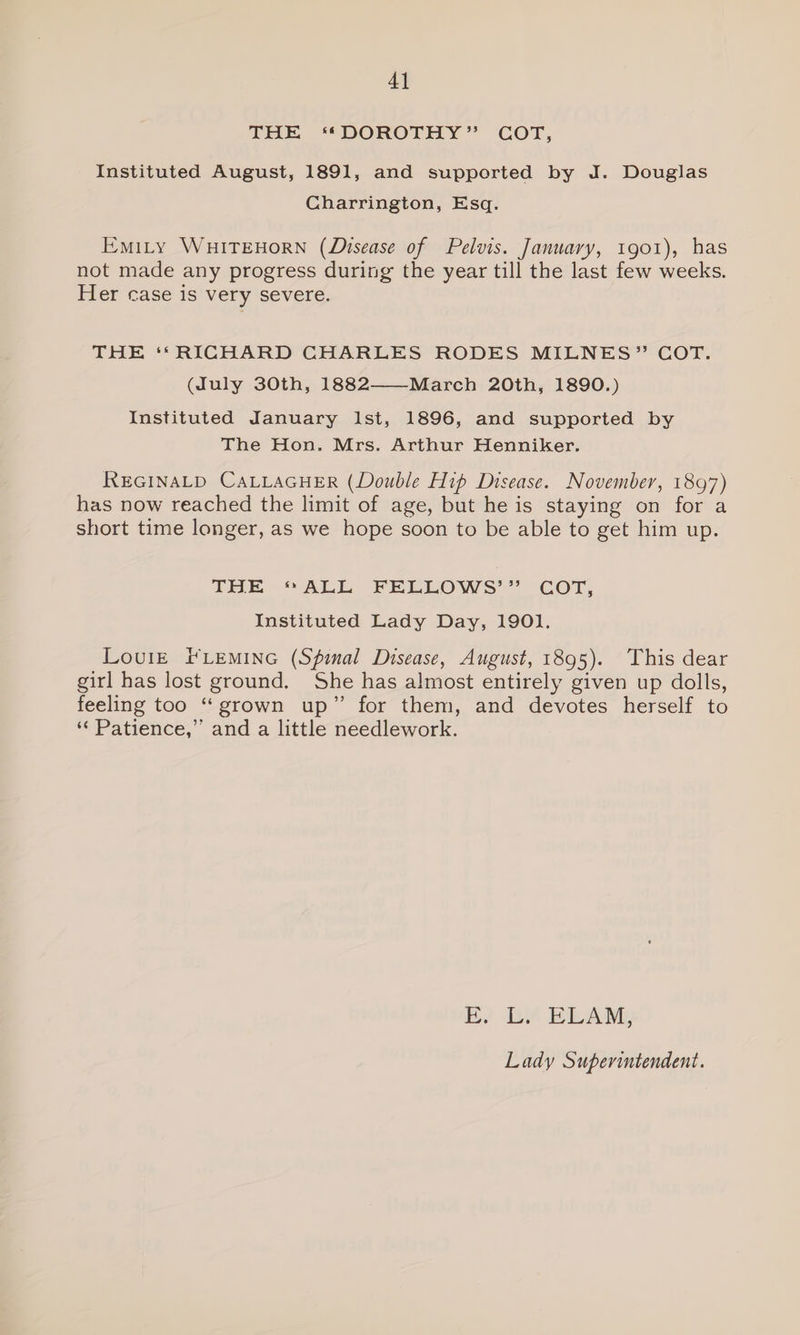 41
THE “DOROTHY” COT,
Instituted August, 1891, and supported by J. Douglas
Charrington, Esq.
EMILY WHITEHORN (Disease of Pelvis. January, 1901), has
not made any progress during the year till the last few weeks.
Her case is very severe.
THE “RICHARD CHARLES RODES MILNES” COT.
(July 30th, 1882——March 20th, 1890.)
Instituted January 1st, 1896, and supported by
The Hon. Mrs. Arthur Henniker.
REGINALD CALLAGHER (Double Hip Disease. November, 1897)
has now reached the limit of age, but he is staying on for a
short time longer, as we hope soon to be able to get him up.
THE “ALL FELLOWS’” COT,
Instituted Lady Day, 1901.
LOUIE FLEMING (Spinal Disease, August, 1895). This dear
girl has lost ground. She has almost entirely given up dolls,
feeling too “grown up” for them, and devotes herself to
“Patience,” and a little needlework.
E. L. ELAM,
Lady Superintendent.